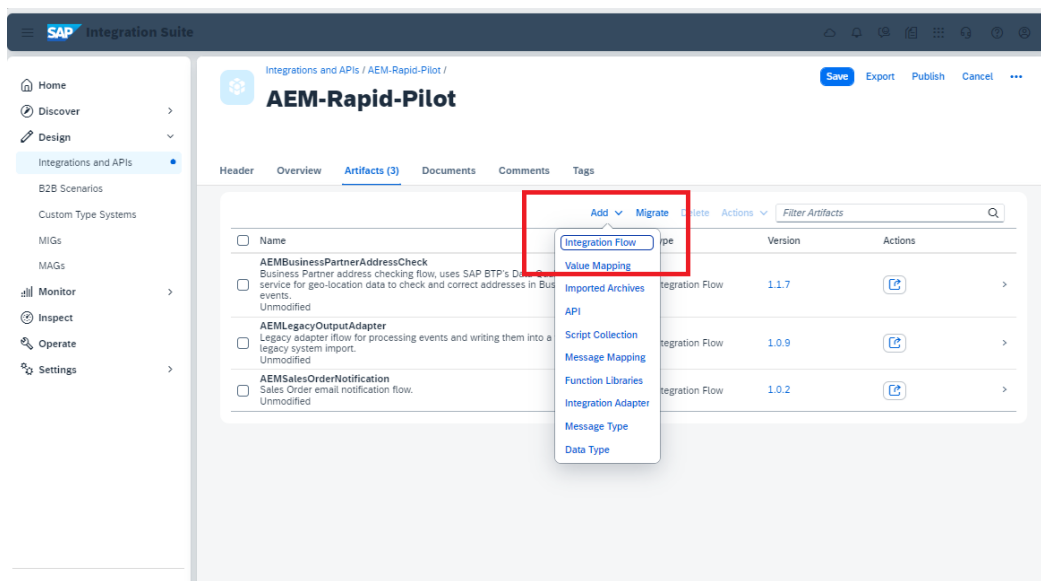 SAP Integration Suite
Home
Discover
Design
Integrations and APIs
B2B Scenarios
Custom Type Systems
MIGs
MAGs
Monitor
Inspect
Operate
Settings
Integrations and APIs / AEM-Rapid-Pilot /
AEM-Rapid-Pilot
Save Export Publish Cancel
Header Overview Artifacts (3) Documents Comments Tags
Add Migrate Delete Actions Filter Artifacts
Name Version Actions
AEMBusinessPartnerAddressCheck
Business Partner address checking flow, uses SAP BTP's Data
service for geo-location data to check and correct addresses in
events.
Unmodified
Integration Flow 1.1.7
AEMLegacyOutputAdapter
Legacy adapter iflow for processing events and writing them into a
legacy system import.
Unmodified
tegration Flow 1.0.9
AEMSalesOrderNotification
Sales Order email notification flow.
Unmodified
tegration Flow 1.0.2
Integration Flow
Value Mapping
Imported Archives
API
Script Collection
Message Mapping
Function Libraries
Integration Adapter
Message Type
Data Type